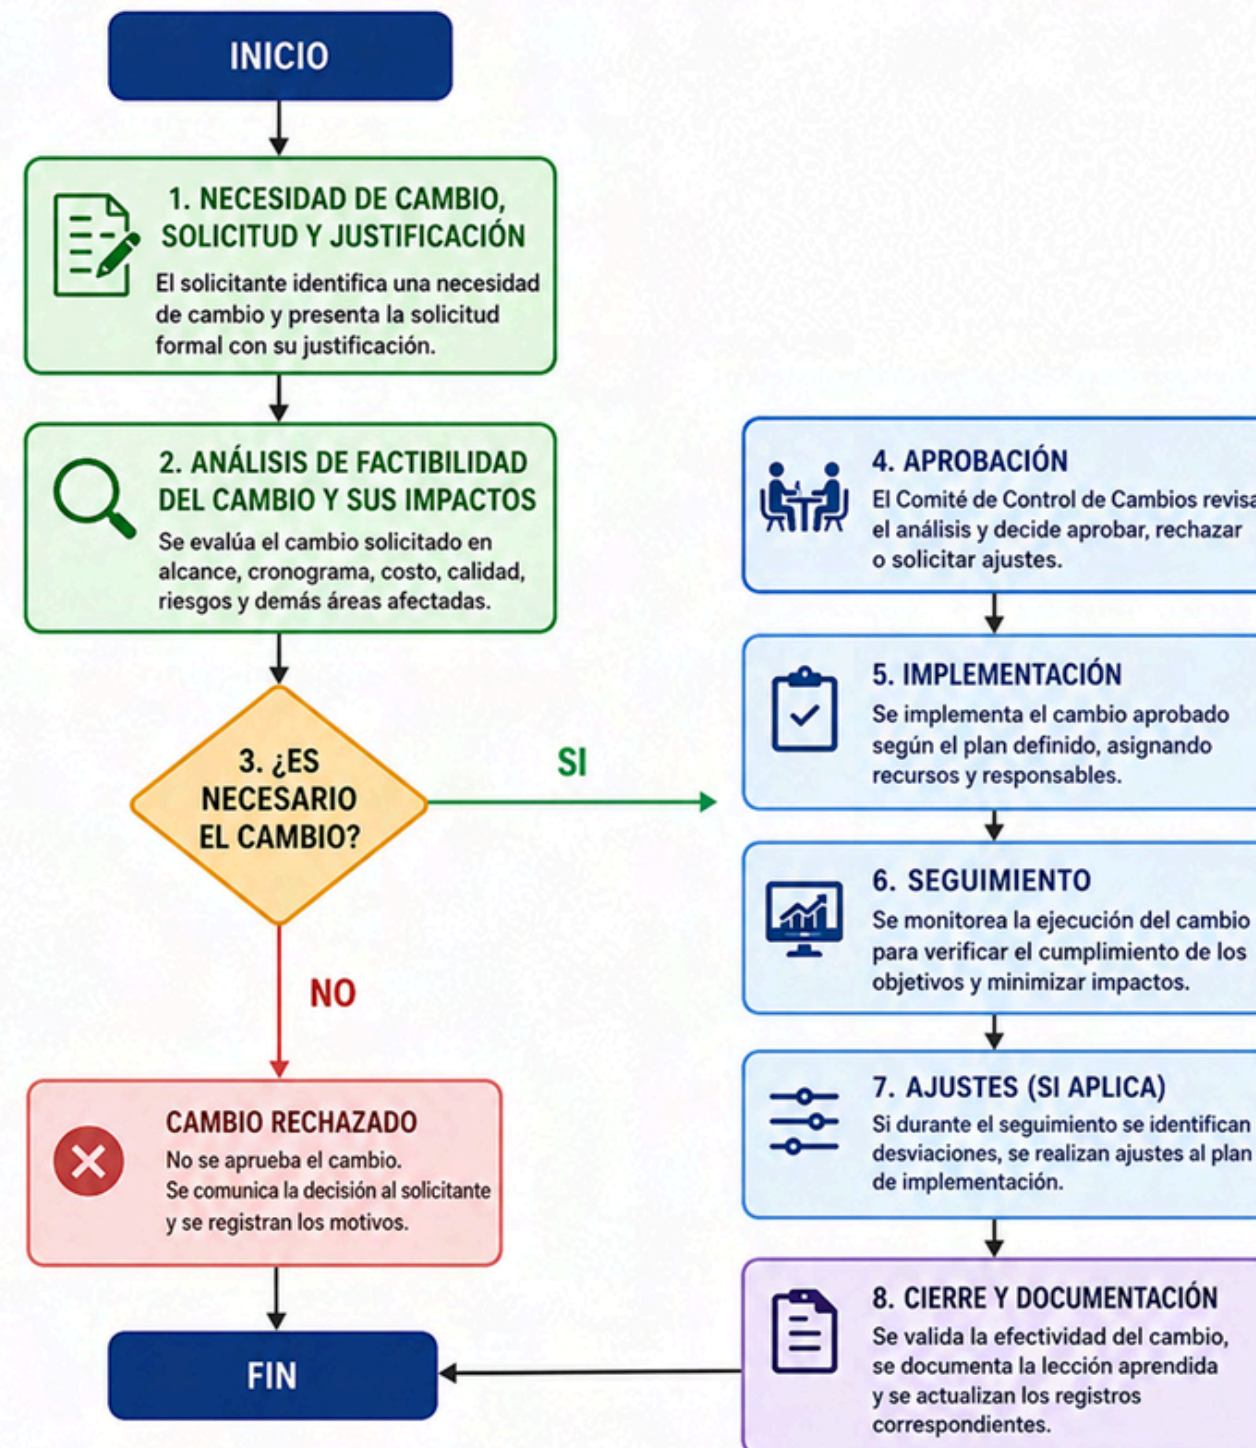 INICIO
1. NECESIDAD DE CAMBIO,
SOLICITUD Y JUSTIFICACIÓN
El solicitante identifica una necesidad
de cambio y presenta la solicitud
formal con su justificación.
2. ANÁLISIS DE FACTIBILIDAD
DEL CAMBIO Y SUS IMPACTOS
Se evalúa el cambio solicitado en
alcance, cronograma, costo, calidad,
riesgos y demás áreas afectadas.
3. ¿ES
NECESARIO
EL CAMBIO?
SI
NO
CAMBIO RECHAZADO
No se aprueba el cambio.
Se comunica la decisión al solicitante
y se registran los motivos.
FIN
4. APROBACIÓN
El Comité de Control de Cambios revisa
el análisis y decide aprobar, rechazar
o solicitar ajustes.
5. IMPLEMENTACIÓN
Se implementa el cambio aprobado
según el plan definido, asignando
recursos y responsables.
6. SEGUIMIENTO
Se monitorea la ejecución del cambio
para verificar el cumplimiento de los
objetivos y minimizar impactos.
7. AJUSTES (SI APLICA)
Si durante el seguimiento se identifican
desviaciones, se realizan ajustes al plan
de implementación.
8. CIERRE Y DOCUMENTACIÓN
Se valida la efectividad del cambio,
se documenta la lección aprendida
y se actualizan los registros
correspondientes.